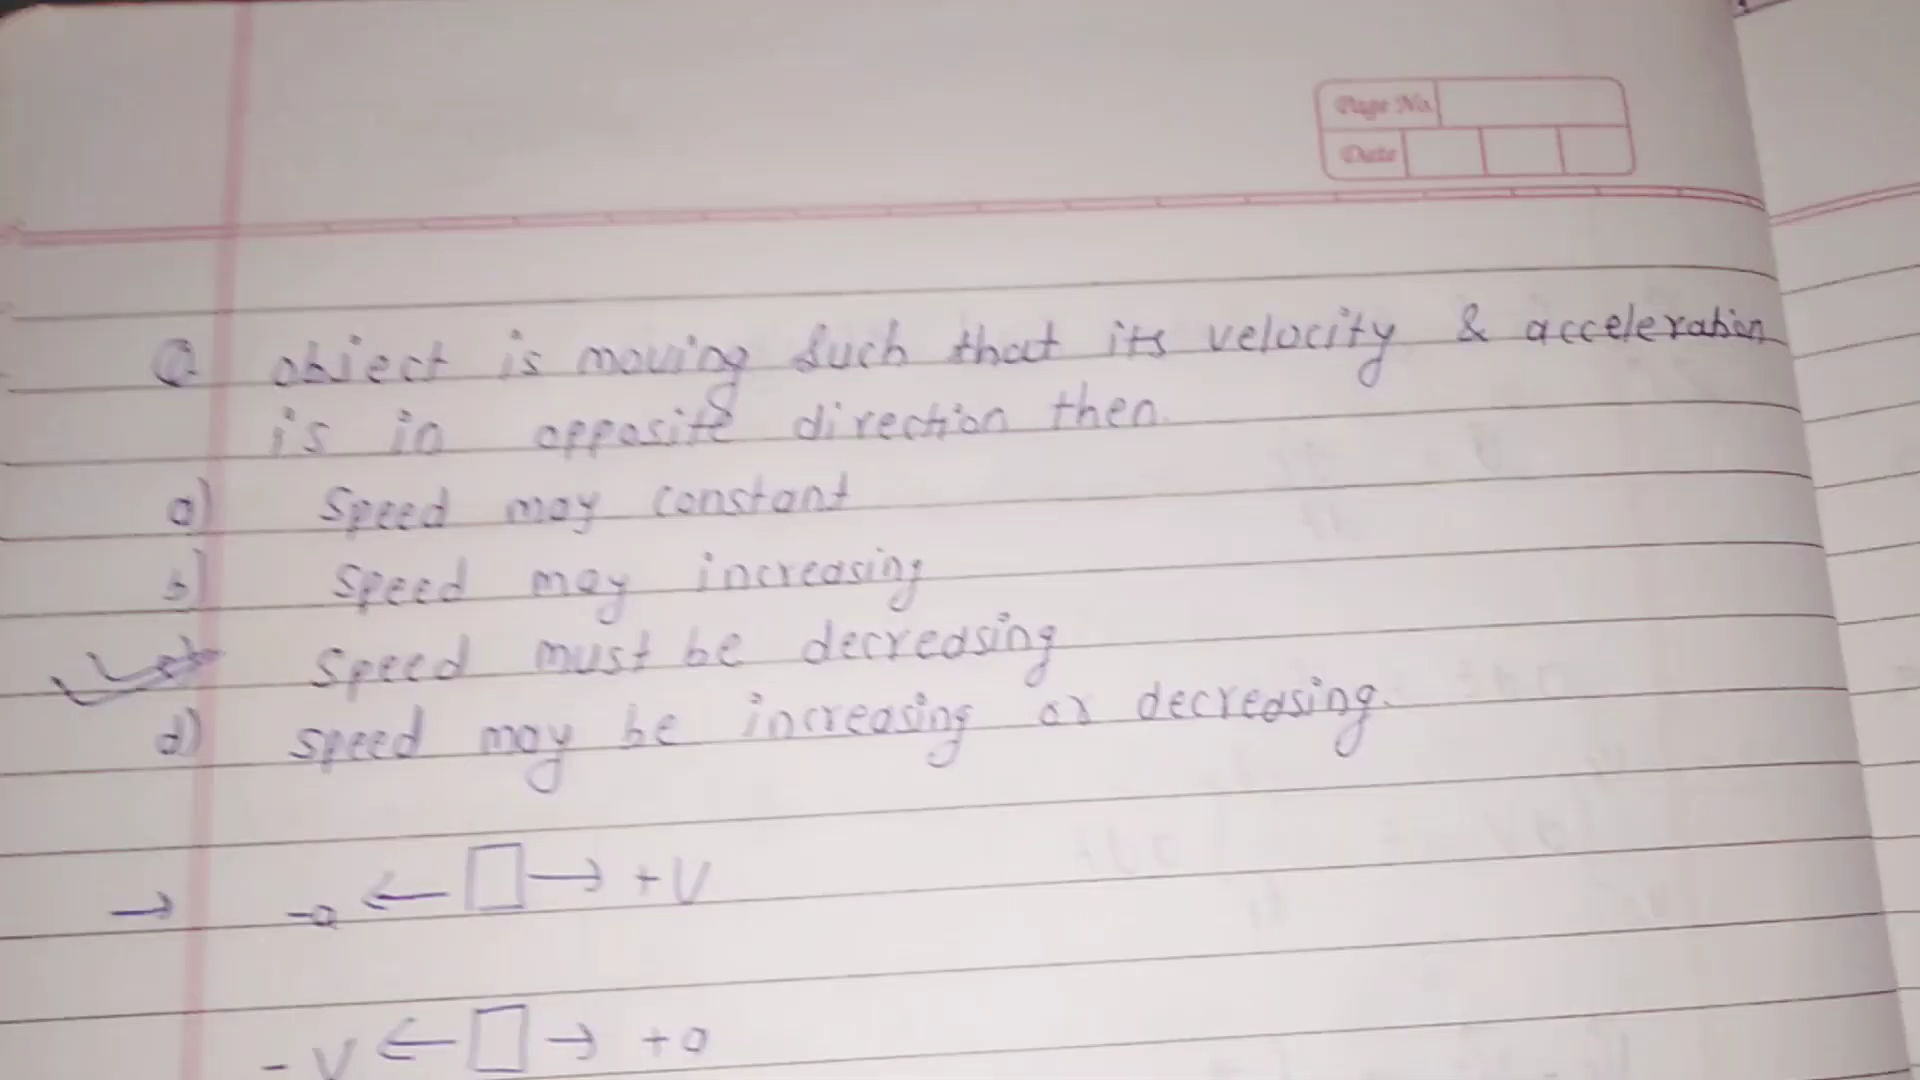 Page No.
Date
Q object is moving such that its velocity & acceleration
is in opposite direction then.
a) Speed may constant
b) Speed may increasing
Speed must be decreasing
d) Speed may be increasing or decreasing.
→ -a ← □ → +V
- V ← □ → +a